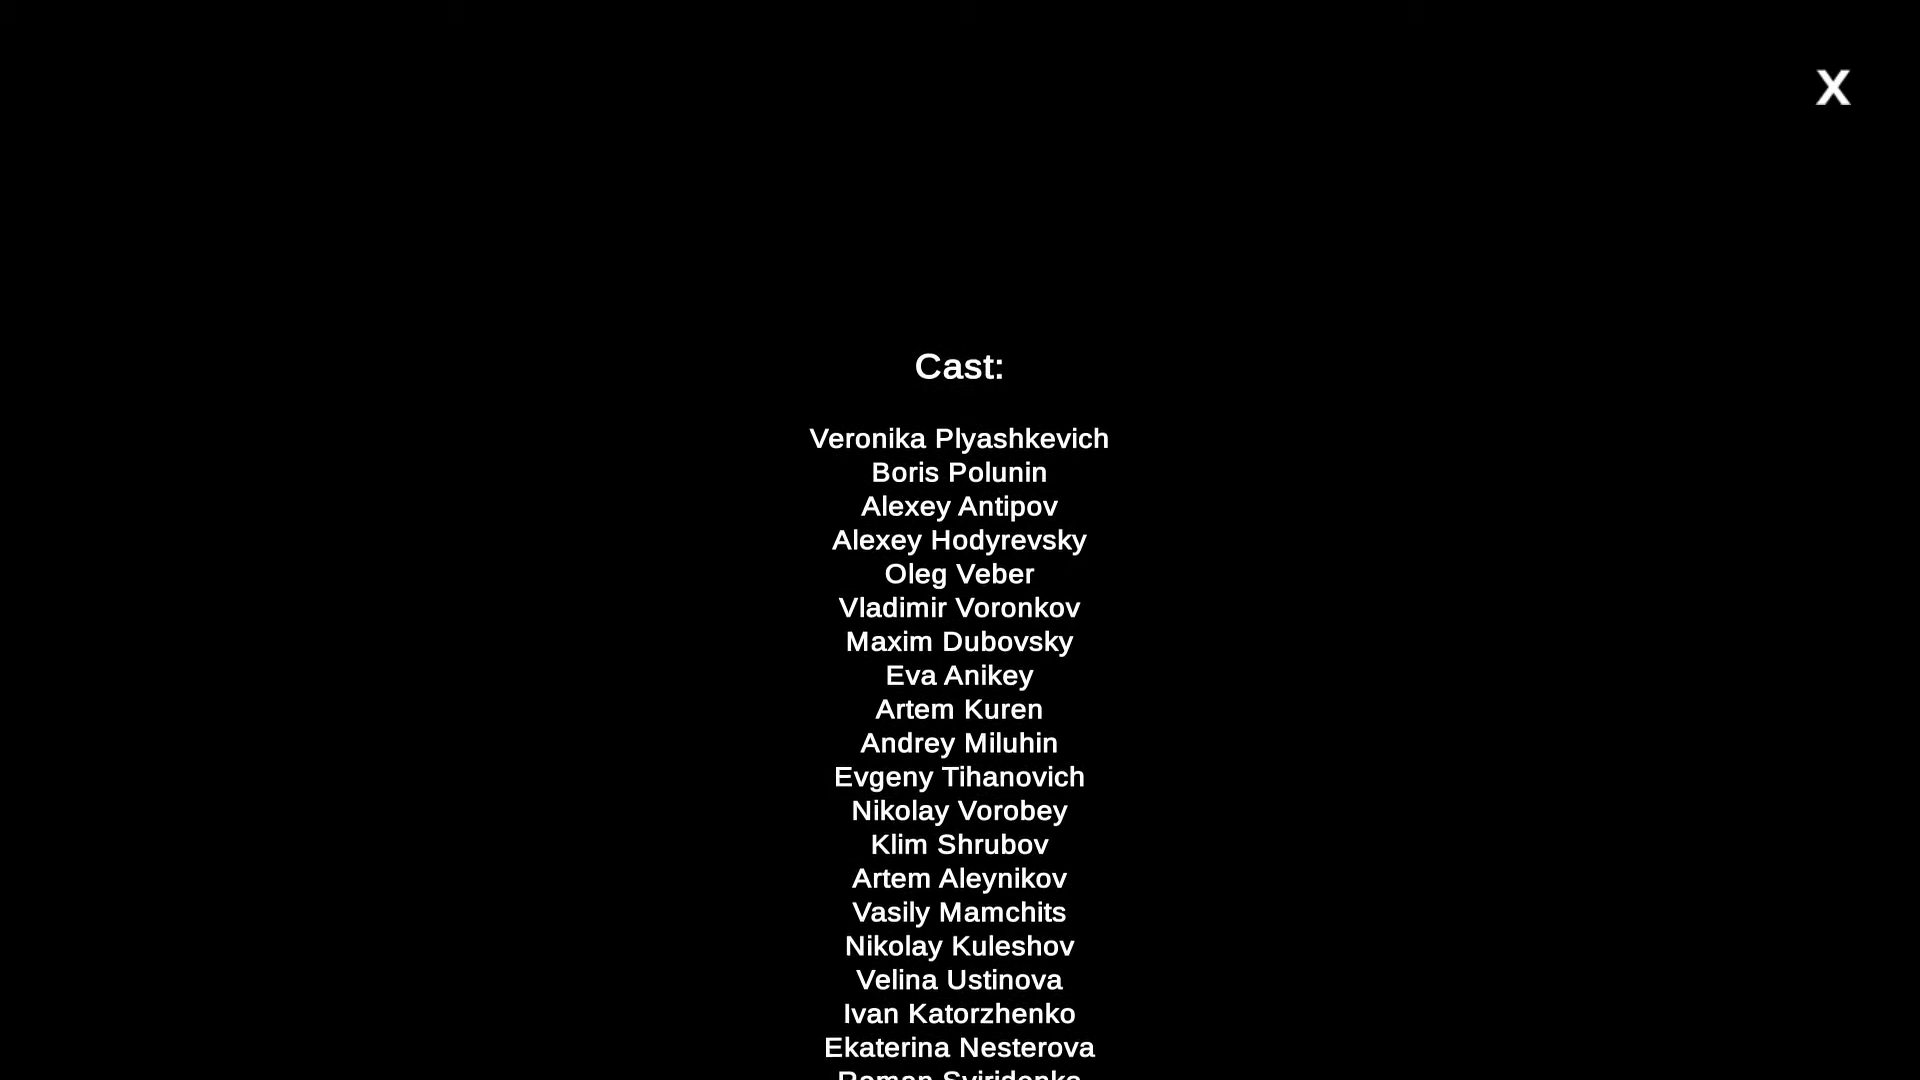 X
Cast:
Veronika Plyashkevich
Boris Polunin
Alexey Antipov
Alexey Hodyrevsky
Oleg Veber
Vladimir Voronkov
Maxim Dubovsky
Eva Anikey
Artem Kuren
Andrey Miluhin
Evgeny Tihanovich
Nikolay Vorobey
Klim Shrubov
Artem Aleynikov
Vasily Mamchits
Nikolay Kuleshov
Velina Ustinova
Ivan Katorzhenko
Ekaterina Nesterova